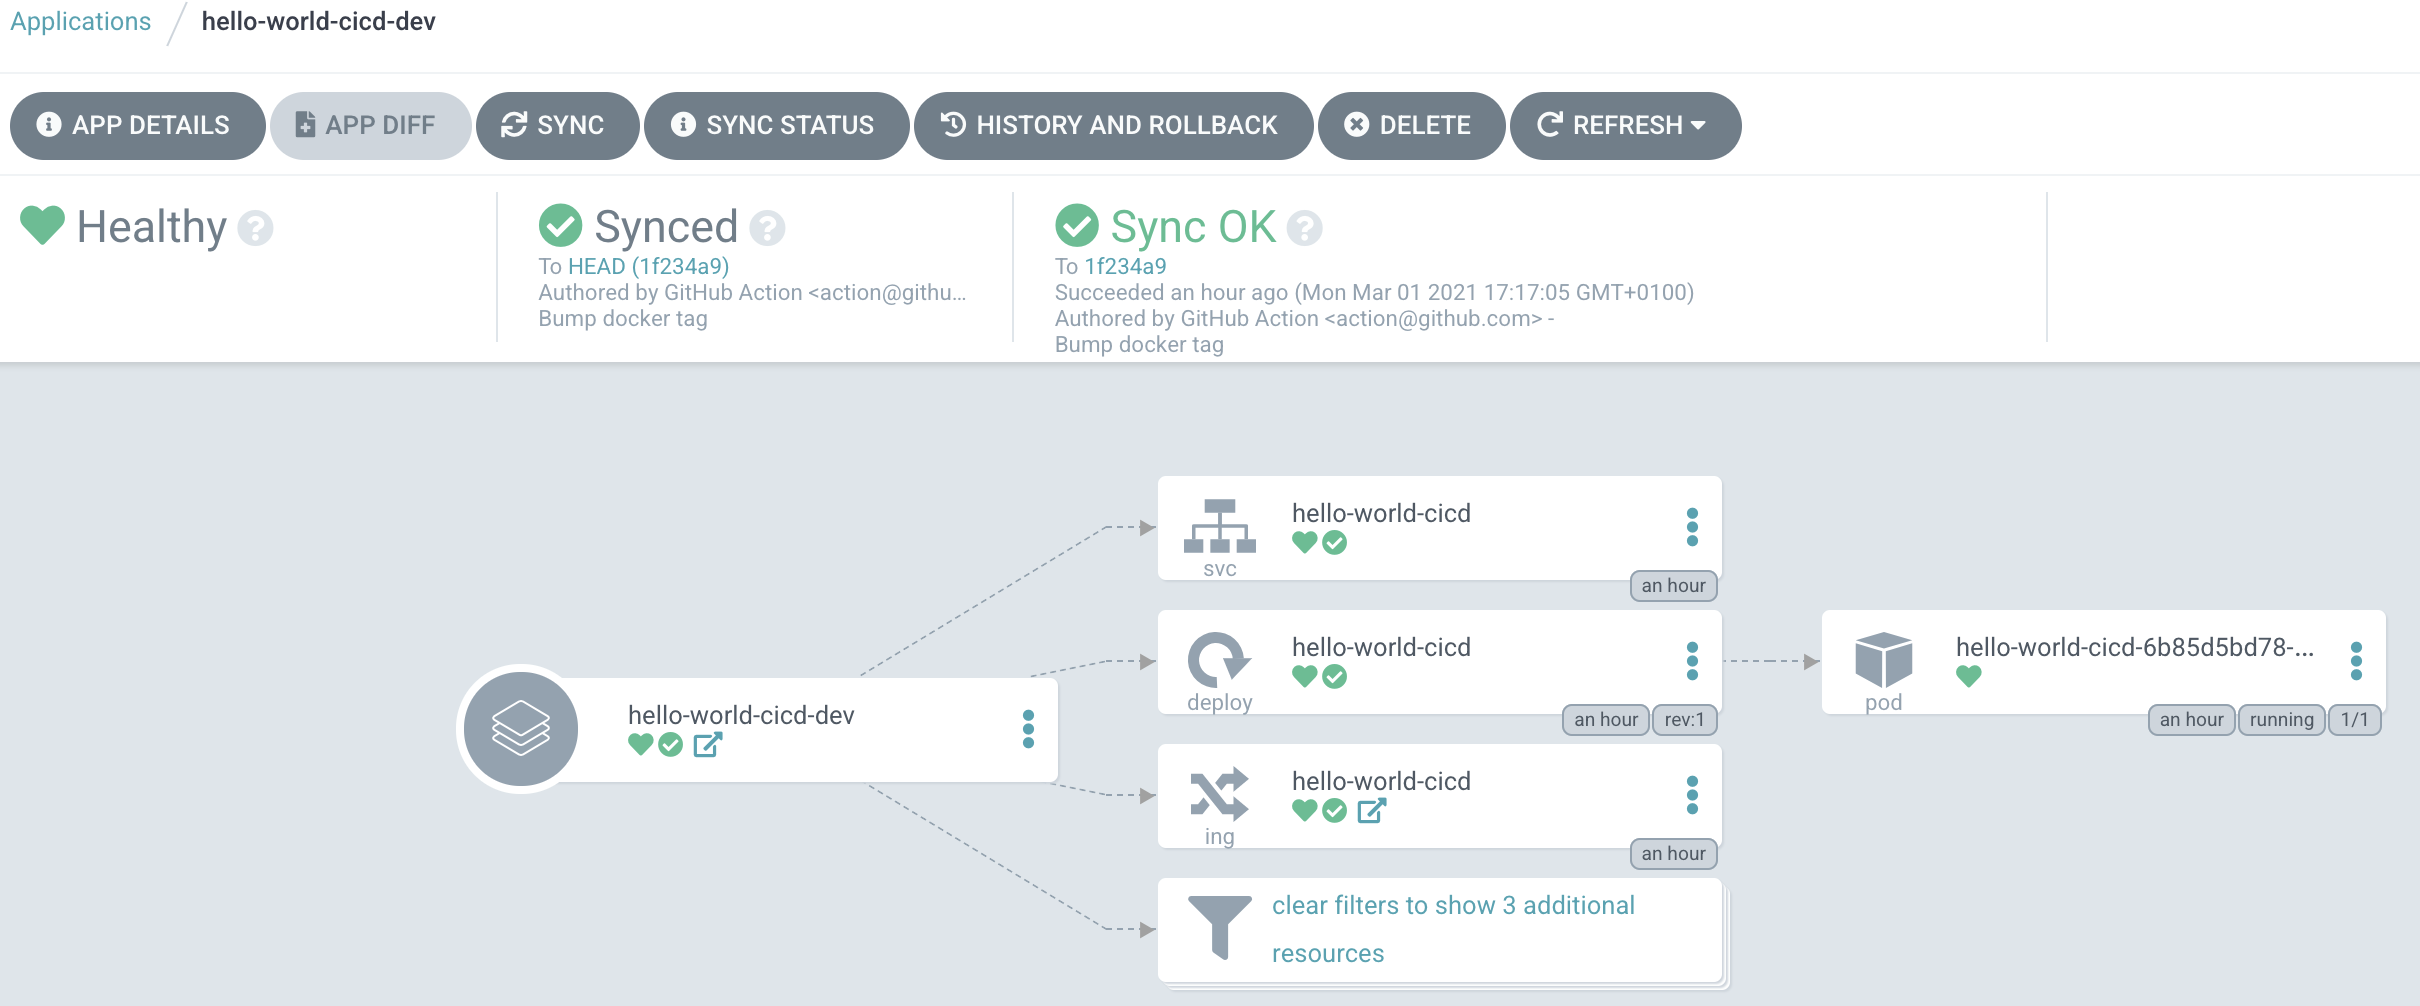 Applications / hello-world-cicd-dev
APP DETAILS
APP DIFF
SYNC
SYNC STATUS
HISTORY AND ROLLBACK
DELETE
REFRESH
Healthy ?
Synced ?
To HEAD (1f234a9)
Authored by GitHub Action <action@githu...
Bump docker tag
Sync OK ?
To 1f234a9
Succeeded an hour ago (Mon Mar 01 2021 17:17:05 GMT+0100)
Authored by GitHub Action <action@github.com> -
Bump docker tag
hello-world-cicd-dev
hello-world-cicd
svc
an hour
hello-world-cicd
deploy
an hour
rev:1
hello-world-cicd-6b85d5bd78-...
pod
an hour
running
1/1
hello-world-cicd
ing
an hour
clear filters to show 3 additional
resources